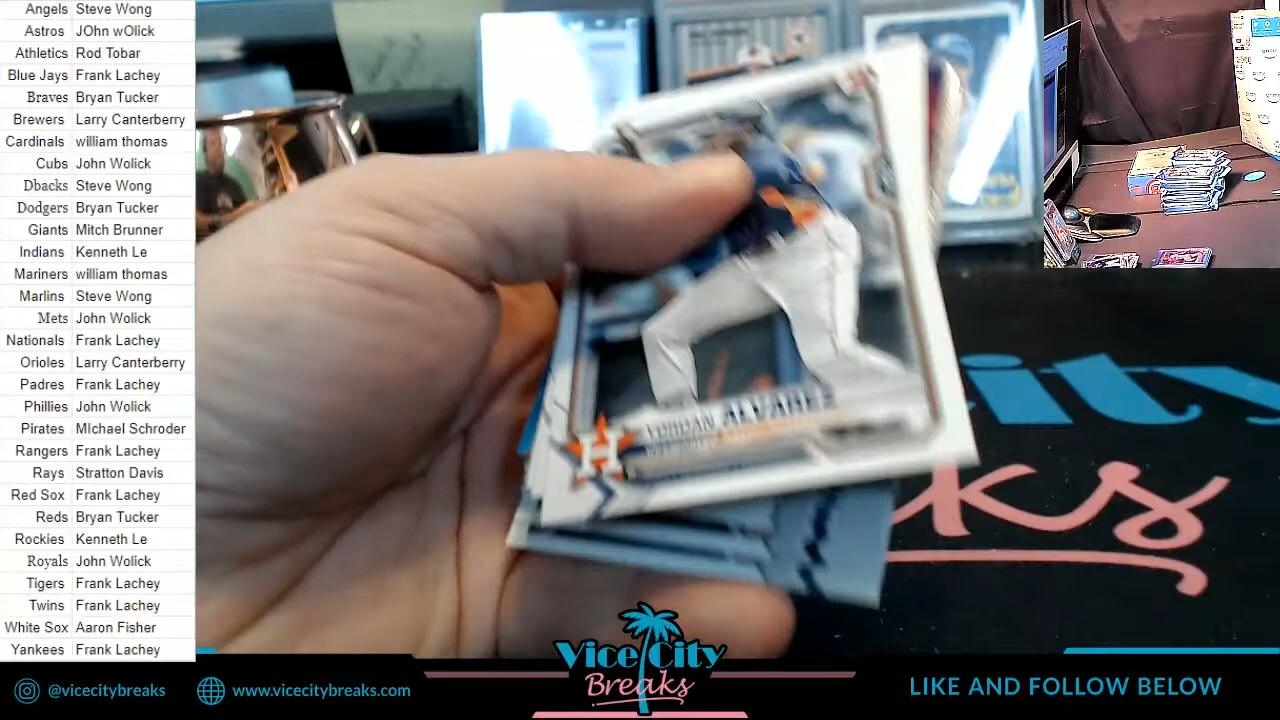 Angels Steve Wong
Astros JOhn wOlick
Athletics Rod Tobar
Blue Jays Frank Lachey
Braves Bryan Tucker
Brewers Larry Canterberry
Cardinals william thomas
Cubs John Wolick
Dbacks Steve Wong
Dodgers Bryan Tucker
Giants Mitch Brunner
Indians Kenneth Le
Mariners william thomas
Marlins Steve Wong
Mets John Wolick
Nationals Frank Lachey
Orioles Larry Canterberry
Padres Frank Lachey
Phillies John Wolick
Pirates MIchael Schroder
Rangers Frank Lachey
Rays Stratton Davis
Red Sox Frank Lachey
Reds Bryan Tucker
Rockies Kenneth Le
Royals John Wolick
Tigers Frank Lachey
Twins Frank Lachey
White Sox Aaron Fisher
Yankees Frank Lachey
YORDAN ALVAREZ
H
ity
ks
Vice City
Breaks
@vicecitybreaks
www.vicecitybreaks.com
LIKE AND FOLLOW BELOW